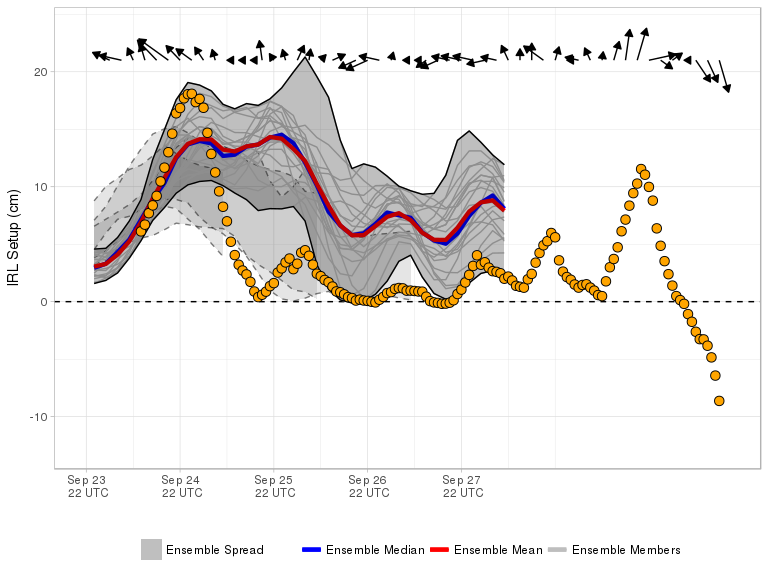 IRL Setup (cm)
20
10
0
-10
Sep 23 Sep 24 Sep 25 Sep 26 Sep 27
22 UTC 22 UTC 22 UTC 22 UTC 22 UTC
Ensemble Spread Ensemble Median Ensemble Mean Ensemble Members